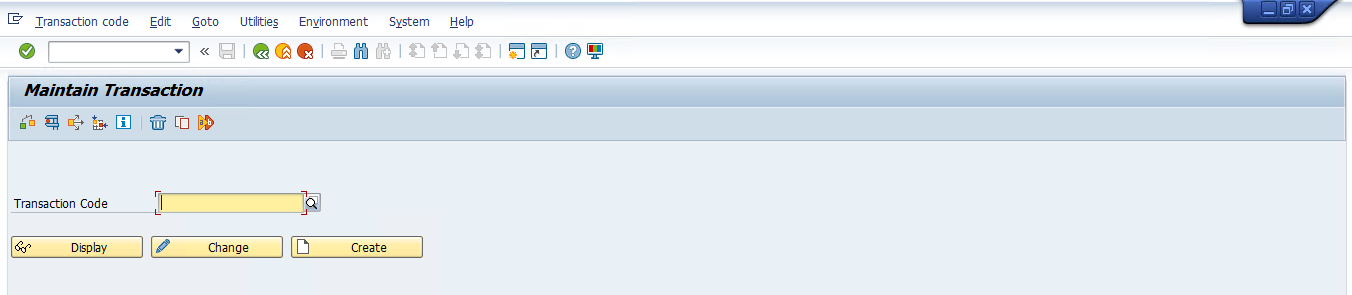 Transaction code Edit Goto Utilities Environment System Help
Maintain Transaction
Transaction Code
Display Change Create